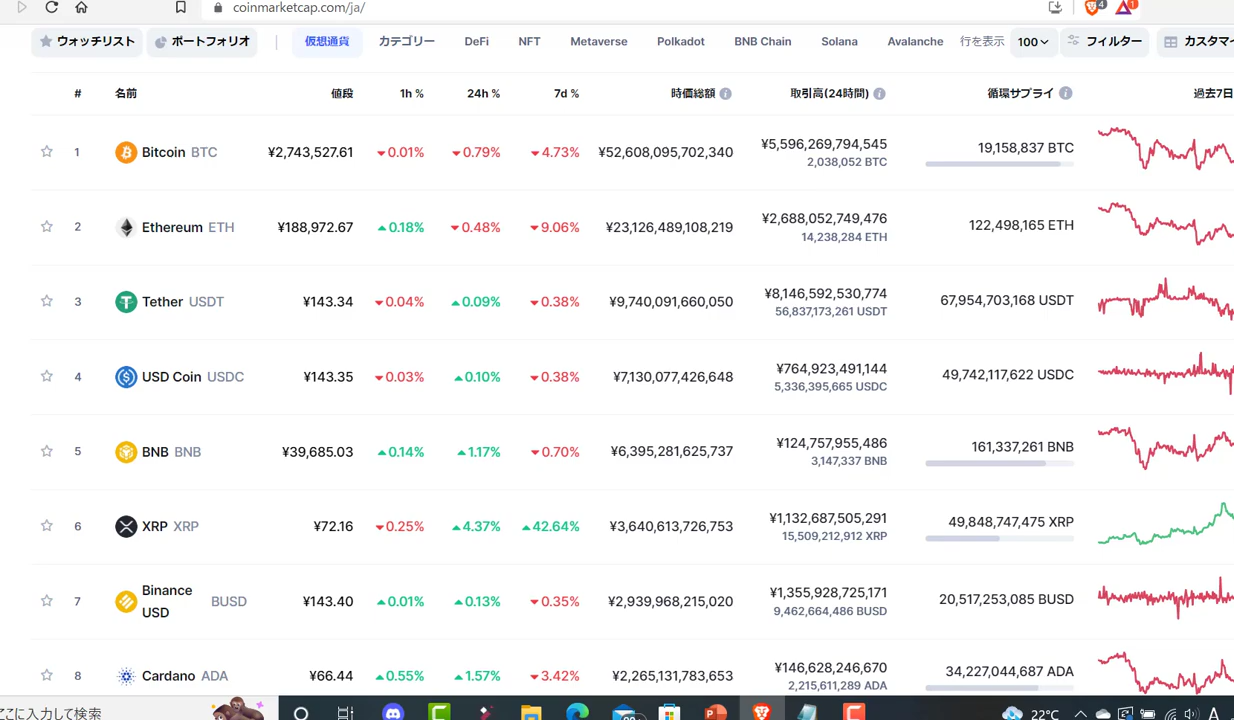 coinmarketcap.com/ja/
4
1
ウォッチリスト ポートフォリオ 仮想通貨 カテゴリー DeFi NFT Metaverse Polkadot BNB Chain Solana Avalanche 行を表示 100 フィルター カスタマ
# 名前 値段 1h % 24h % 7d % 時価総額 取引高(24時間) 循環サプライ 過去7日
1 Bitcoin BTC ¥2,743,527.61 0.01% 0.79% 4.73% ¥52,608,095,702,340 ¥5,596,269,794,545 19,158,837 BTC
2,038,052 BTC
2 Ethereum ETH ¥188,972.67 0.18% 0.48% 9.06% ¥23,126,489,108,219 ¥2,688,052,749,476 122,498,165 ETH
14,238,284 ETH
3 Tether USDT ¥143.34 0.04% 0.09% 0.38% ¥9,740,091,660,050 ¥8,146,592,530,774 67,954,703,168 USDT
56,837,173,261 USDT
4 USD Coin USDC ¥143.35 0.03% 0.10% 0.38% ¥7,130,077,426,648 ¥764,923,491,144 49,742,117,622 USDC
5,336,395,665 USDC
5 BNB BNB ¥39,685.03 0.14% 1.17% 0.70% ¥6,395,281,625,737 ¥124,757,955,486 161,337,261 BNB
3,147,337 BNB
6 XRP XRP ¥72.16 0.25% 4.37% 42.64% ¥3,640,613,726,753 ¥1,132,687,505,291 49,848,747,475 XRP
15,509,212,912 XRP
7 Binance USD BUSD ¥143.40 0.01% 0.13% 0.35% ¥2,939,968,215,020 ¥1,355,928,725,171 20,517,253,085 BUSD
9,462,664,486 BUSD
8 Cardano ADA ¥66.44 0.55% 1.57% 3.42% ¥2,265,131,783,653 ¥146,628,246,670 34,227,044,687 ADA
2,215,611,289 ADA
ここに入力して検索 22°C A